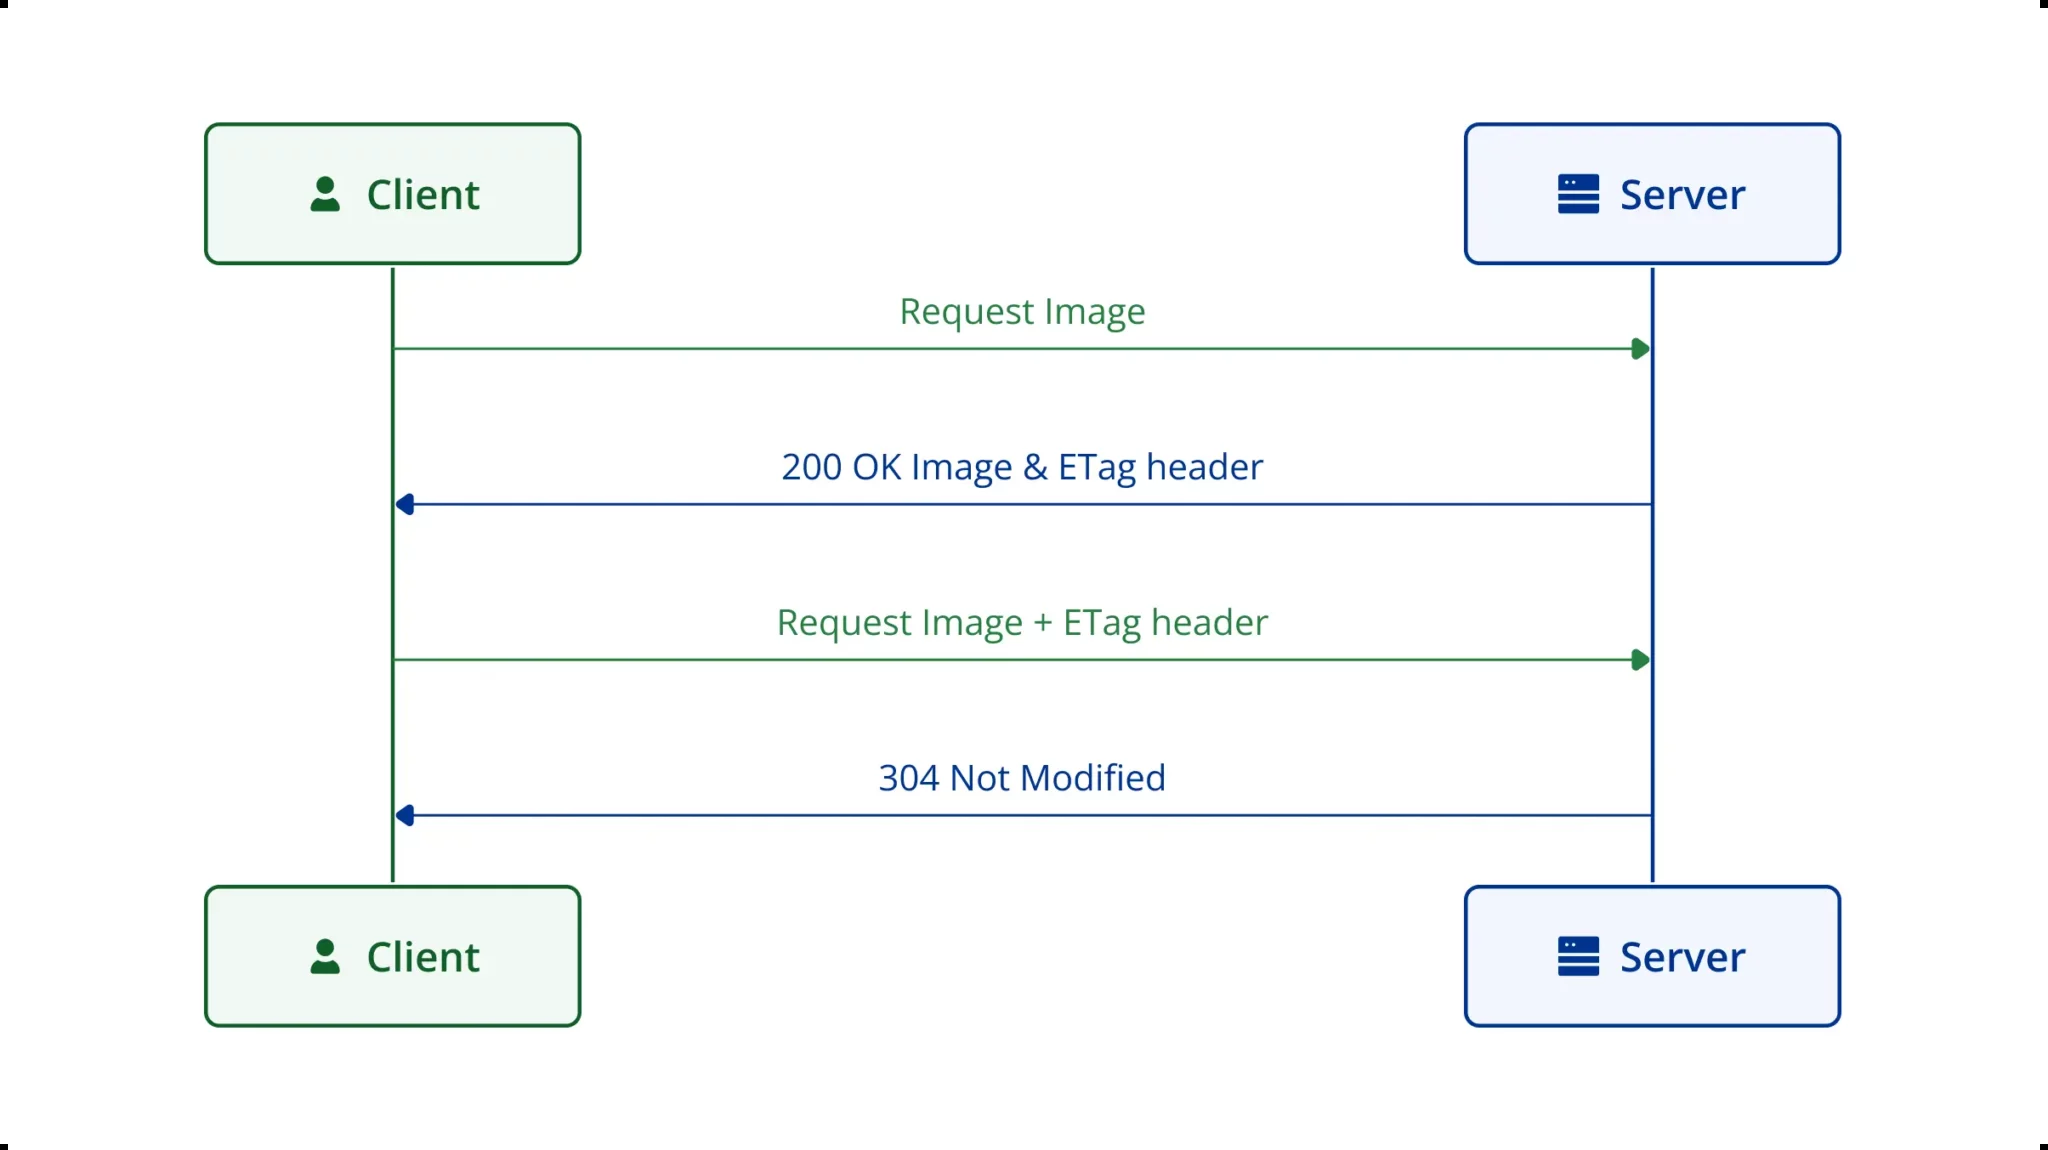 Client
Server
Request Image
200 OK Image & ETag header
Request Image + ETag header
304 Not Modified
Client
Server